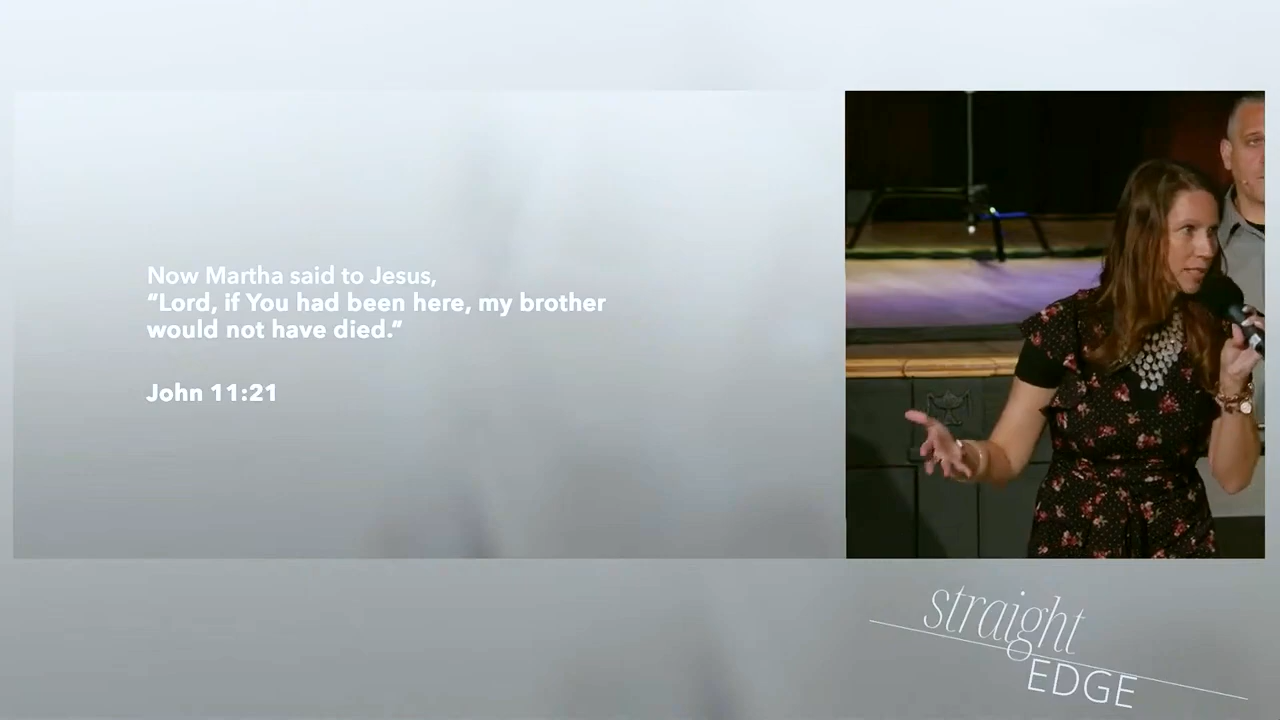 Now Martha said to Jesus,
“Lord, if You had been here, my brother
would not have died.”
John 11:21
straight
EDGE